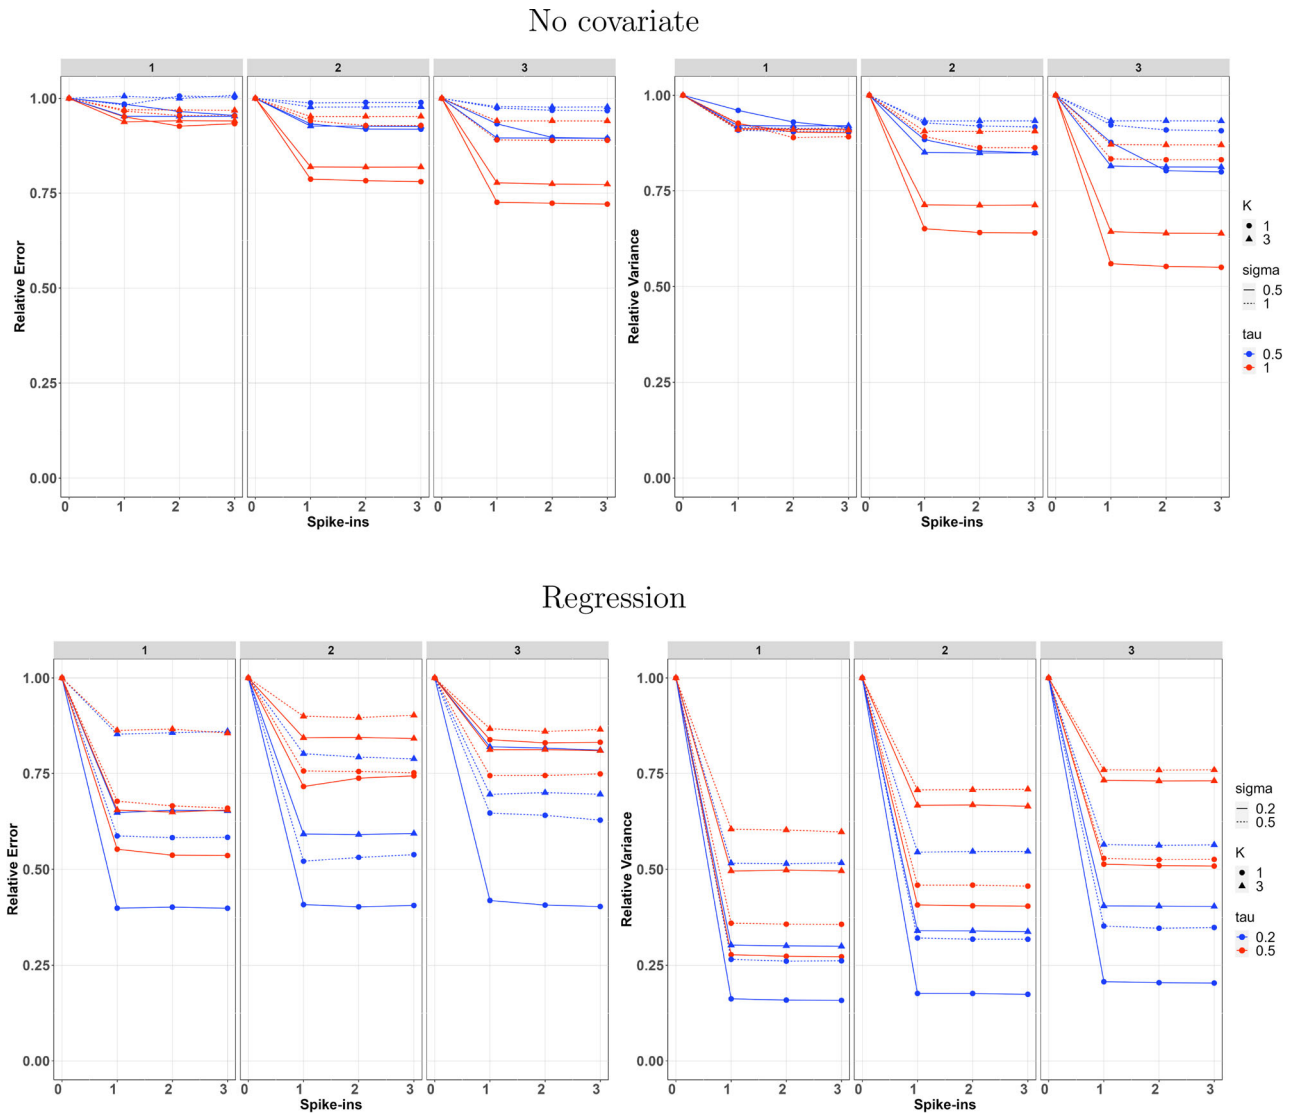 No covariate
1 2 3 1 2 3
1.00 1.00
0.75 0.75
0.50 0.50
0.25 0.25
0.00 0.00
Relative Error
Relative Variance
0 1 2 3 0 1 2 3 0 1 2 3 0 1 2 3 0 1 2 3 0 1 2 3
Spike-ins Spike-ins
K
1
3
sigma
0.5
1
tau
0.5
1
Regression
1 2 3 1 2 3
1.00 1.00
0.75 0.75
0.50 0.50
0.25 0.25
0.00 0.00
Relative Error
Relative Variance
0 1 2 3 0 1 2 3 0 1 2 3 0 1 2 3 0 1 2 3 0 1 2 3
Spike-ins Spike-ins
sigma
0.2
0.5
K
1
3
tau
0.2
0.5